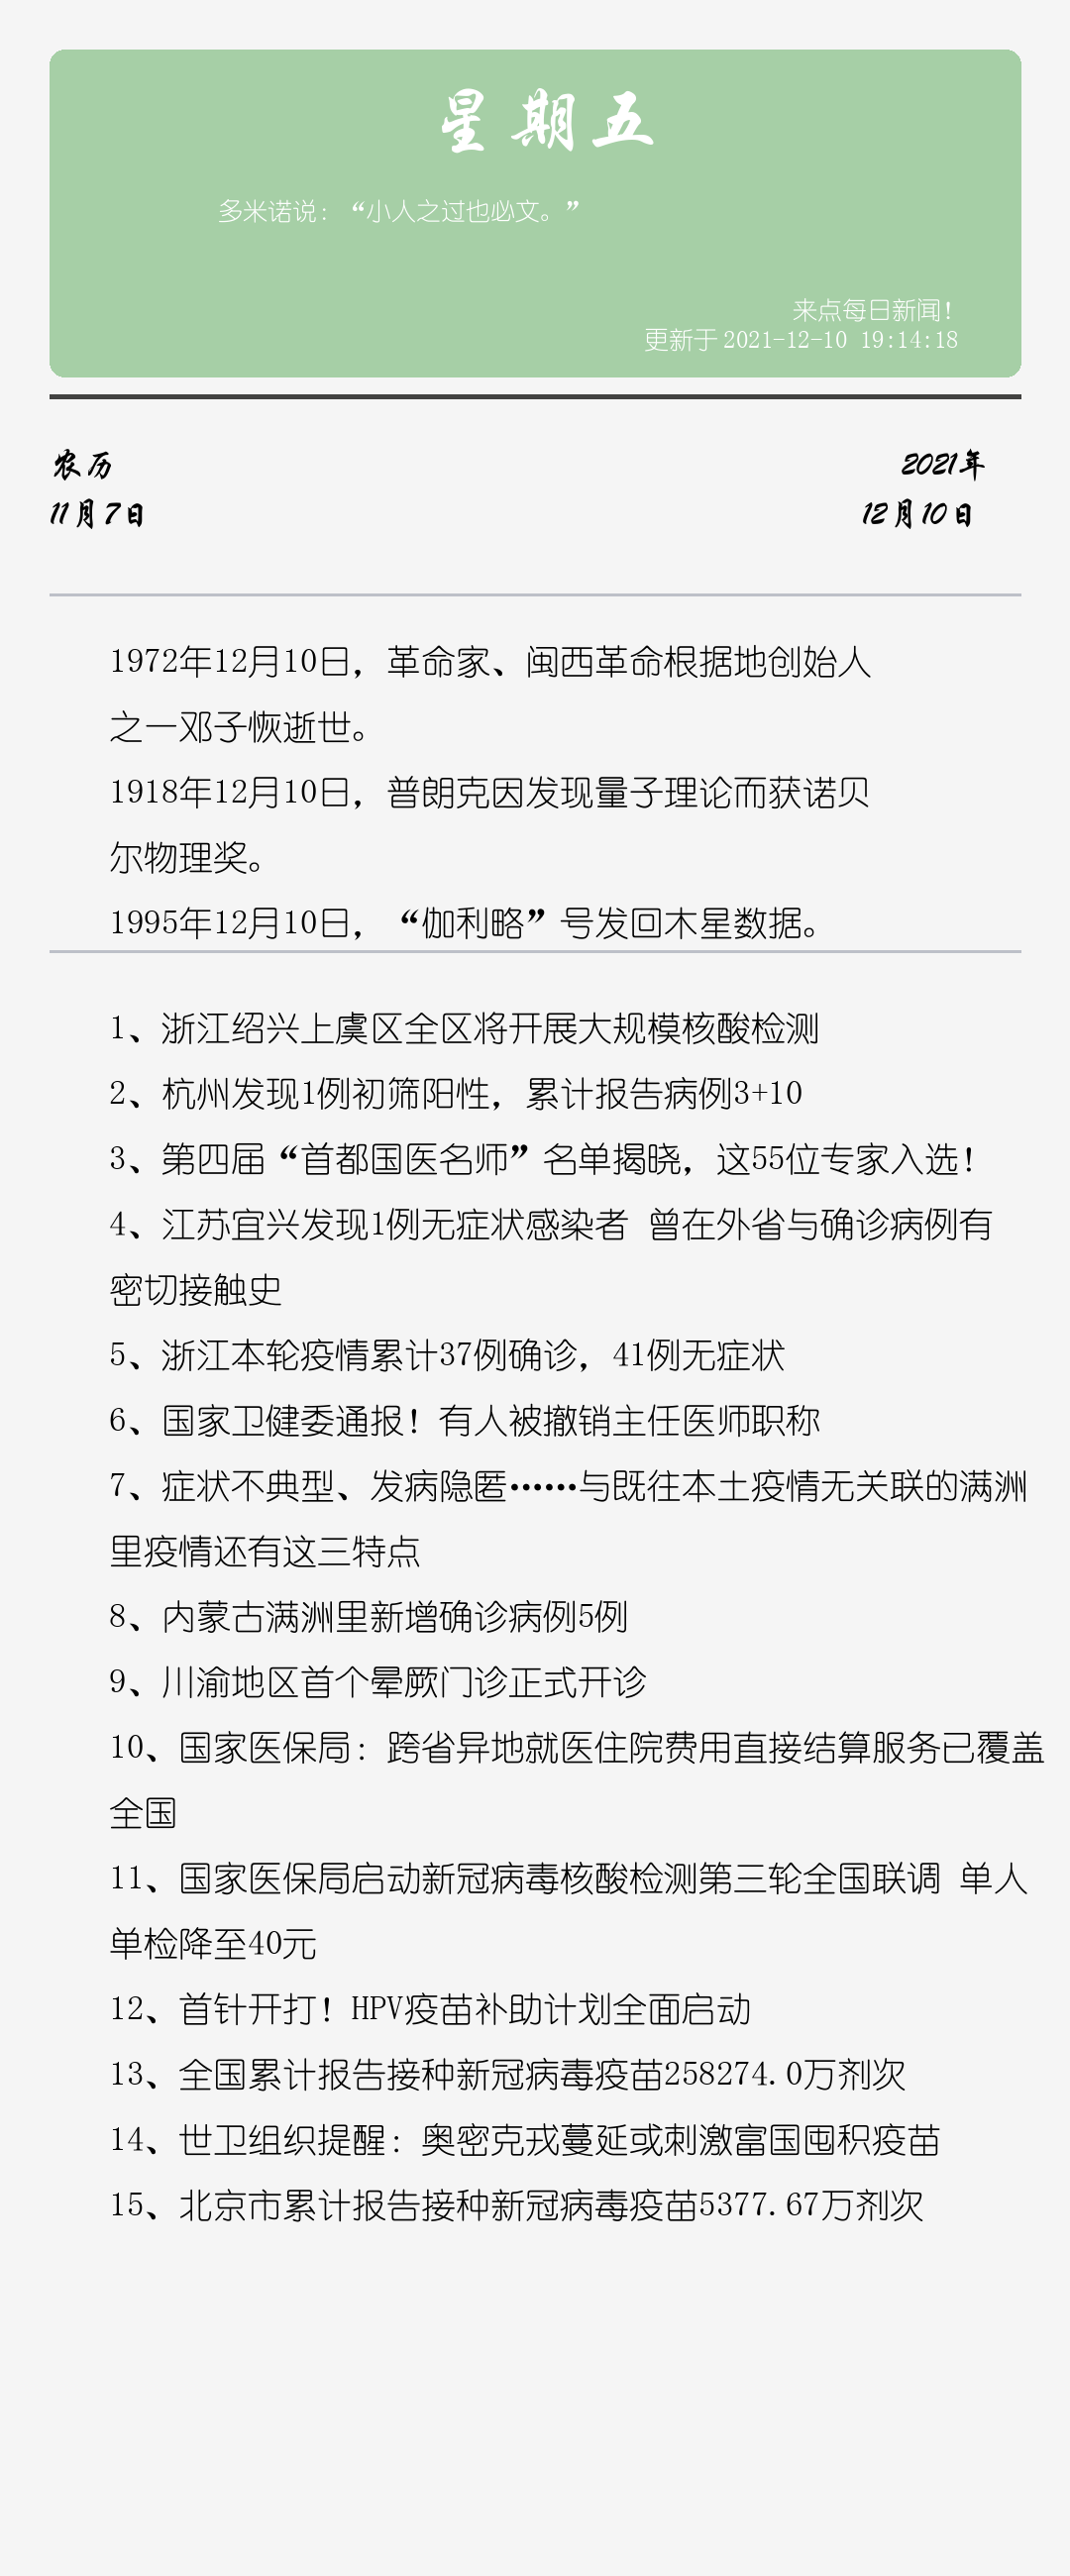 星期五
多米诺说：“小人之过也必文。”
来点每日新闻！
更新于2021-12-10 19:14:18
农历
2021年
11月7日
12月10日
1972年12月10日，革命家、闽西革命根据地创始人
之一邓子恢逝世。
1918年12月10日，普朗克因发现量子理论而获诺贝
尔物理奖。
1995年12月10日，“伽利略”号发回木星数据。
1、浙江绍兴上虞区全区将开展大规模核酸检测
2、杭州发现1例初筛阳性，累计报告病例3+10
3、第四届“首都国医名师”名单揭晓，这55位专家入选！
4、江苏宜兴发现1例无症状感染者 曾在外省与确诊病例有
密切接触史
5、浙江本轮疫情累计37例确诊，41例无症状
6、国家卫健委通报！有人被撤销主任医师职称
7、症状不典型、发病隐匿……与既往本土疫情无关联的满洲
里疫情还有这三特点
8、内蒙古满洲里新增确诊病例5例
9、川渝地区首个晕厥门诊正式开诊
10、国家医保局：跨省异地就医住院费用直接结算服务已覆盖
全国
11、国家医保局启动新冠病毒核酸检测第三轮全国联调 单人
单检降至40元
12、首针开打！HPV疫苗补助计划全面启动
13、全国累计报告接种新冠病毒疫苗258274.0万剂次
14、世卫组织提醒：奥密克戎蔓延或刺激富国囤积疫苗
15、北京市累计报告接种新冠病毒疫苗5377.67万剂次